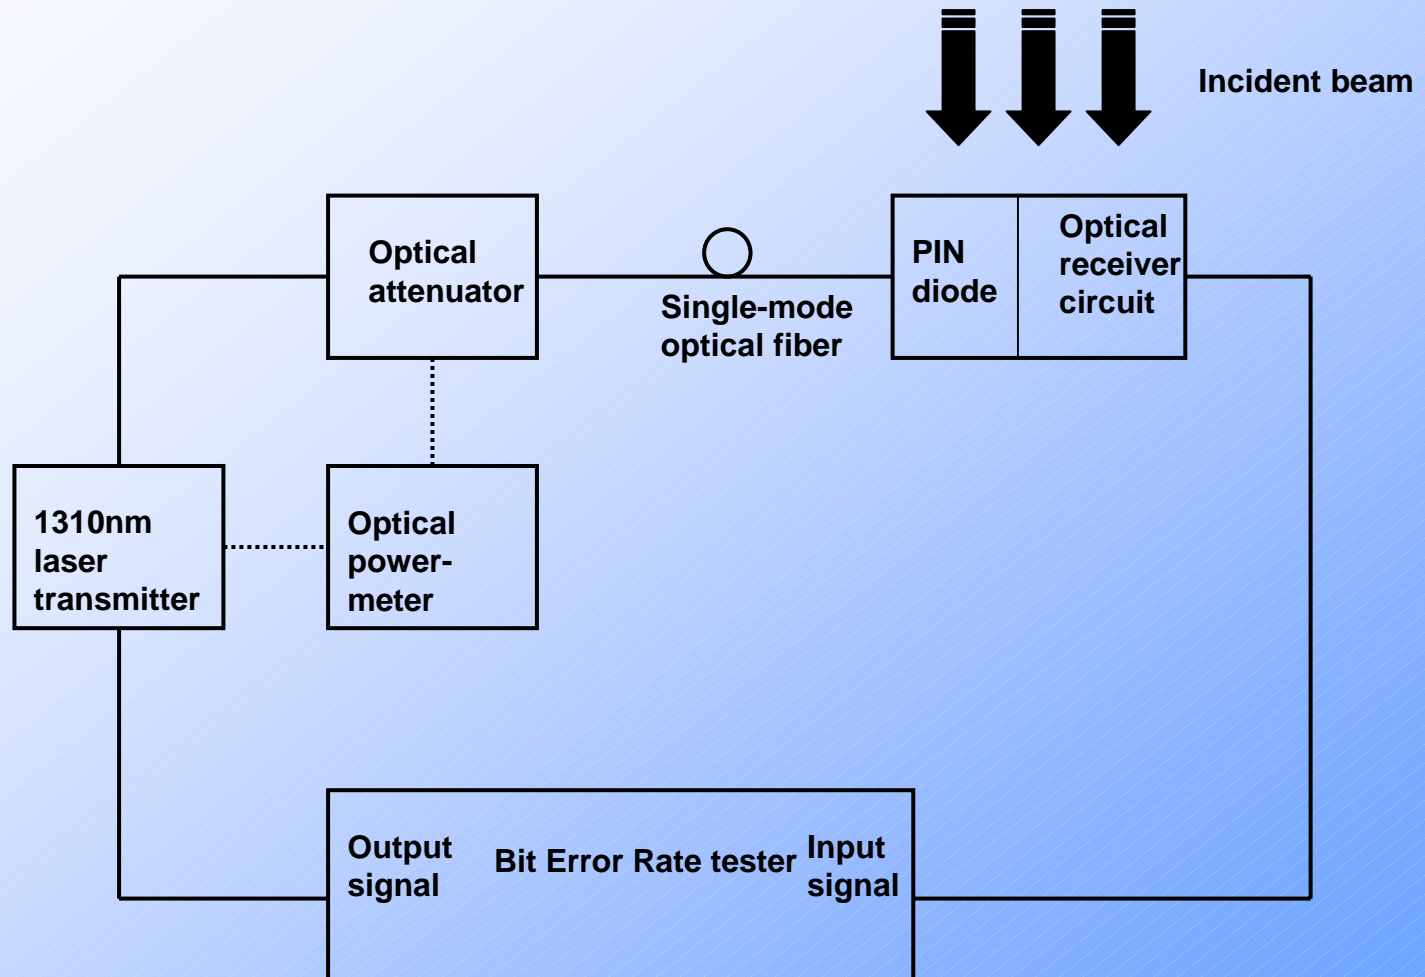 Incident beam
Optical
attenuator
Single-mode
optical fiber
PIN
diode
Optical
receiver
circuit
1310nm
laser
transmitter
Optical
power-
meter
Output
signal
Bit Error Rate tester
Input
signal